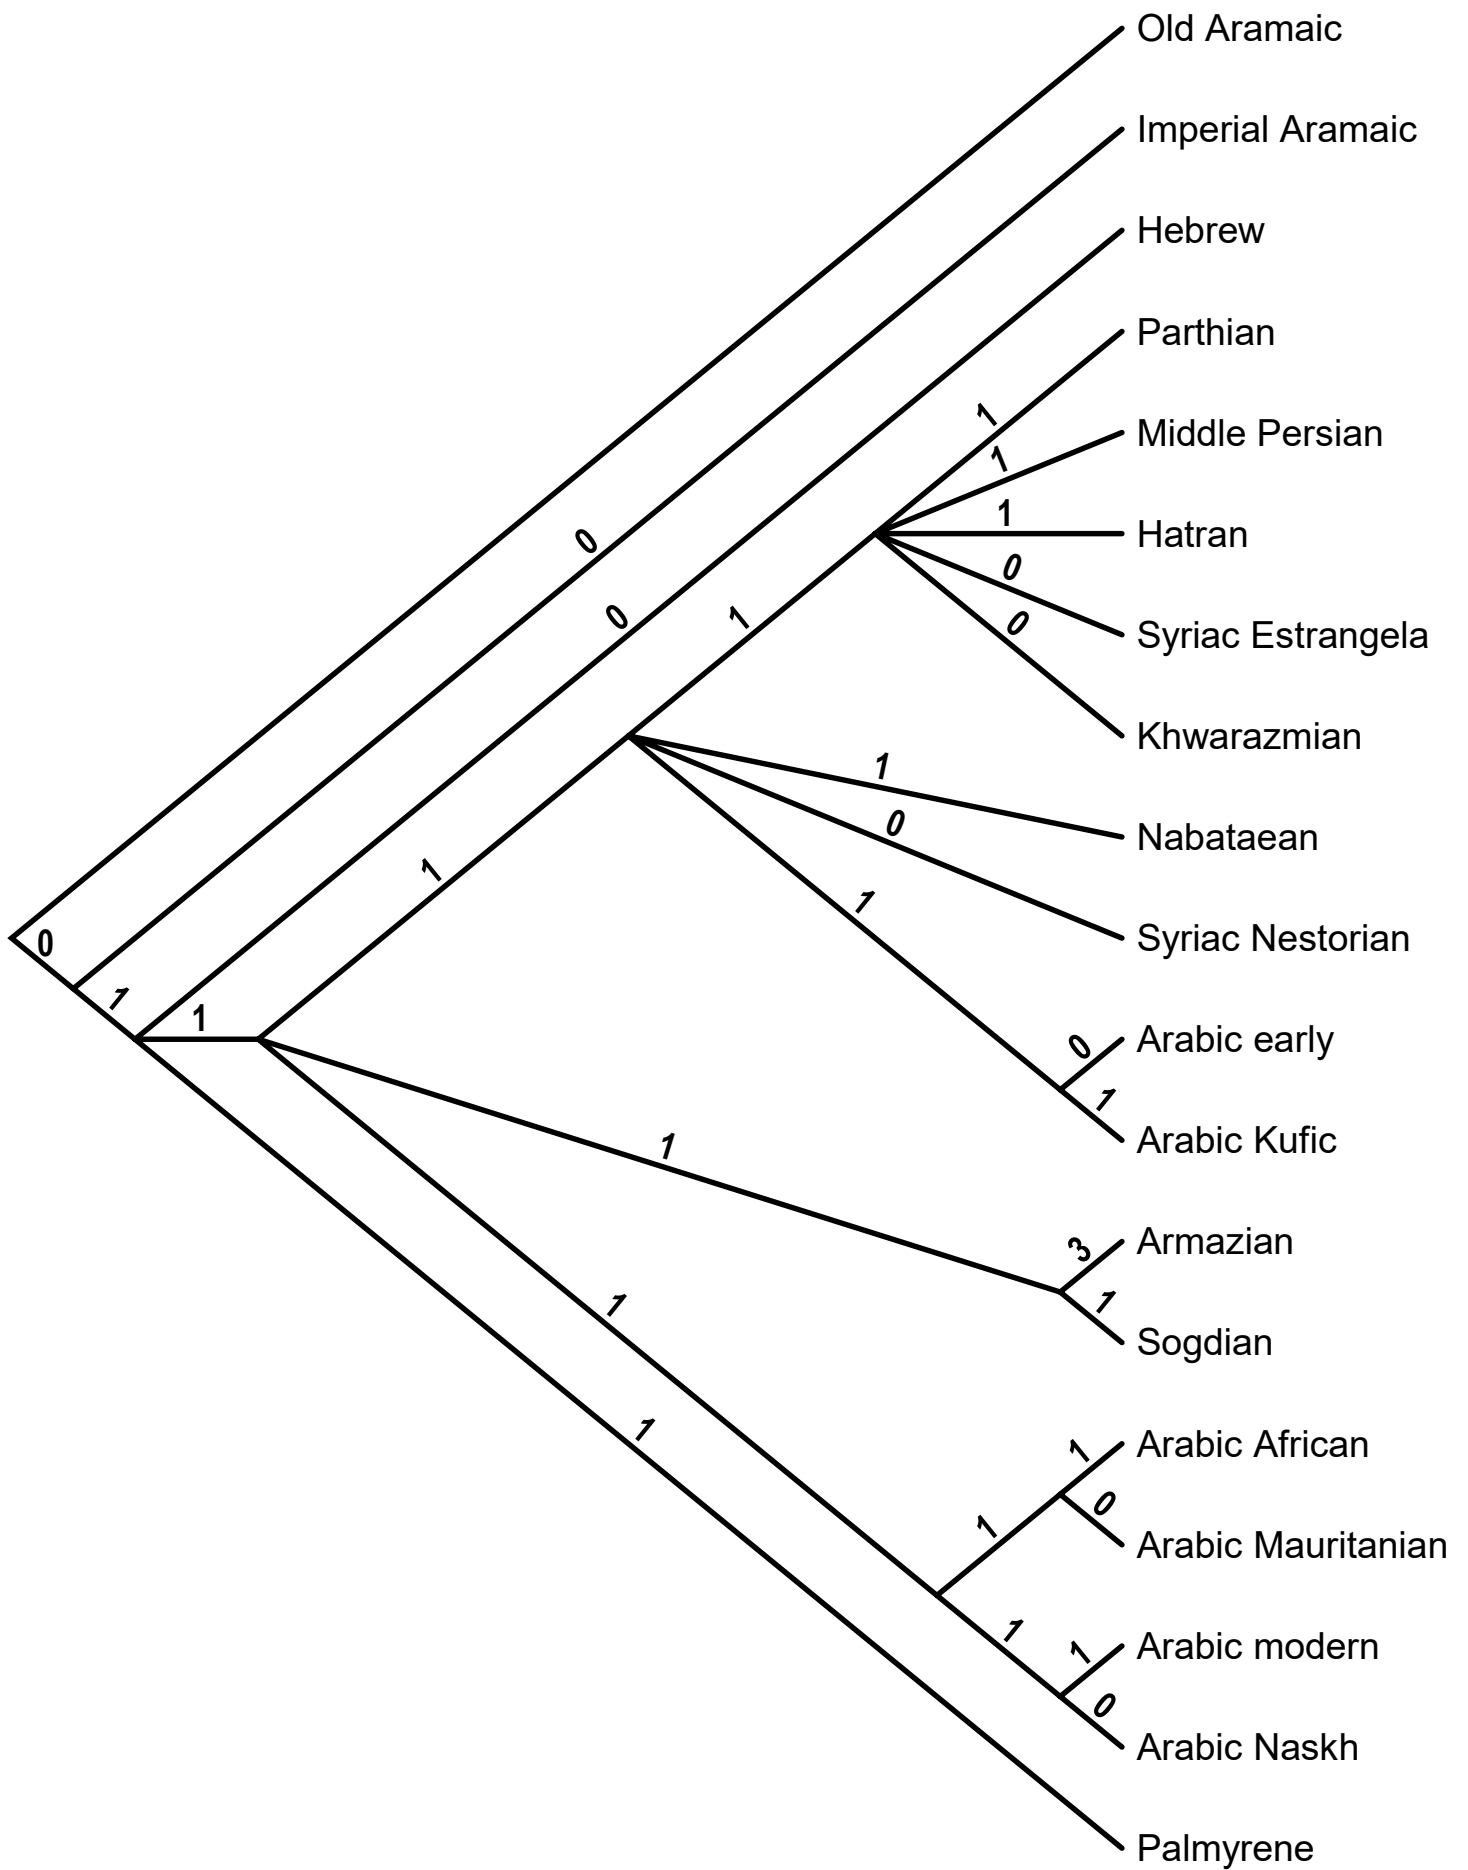 Old Aramaic
Imperial Aramaic
Hebrew
Parthian
1
Middle Persian
1
1
Hatran
0
0
Syriac Estrangela
0
0
1
Khwarazmian
1
Nabataean
0
1
1
Syriac Nestorian
0
1
1
Arabic early
0
1
Arabic Kufic
1
Armazian
3
1
1
Sogdian
Arabic African
1
1
0
1
Arabic Mauritanian
1
1
Arabic modern
0
Arabic Naskh
Palmyrene